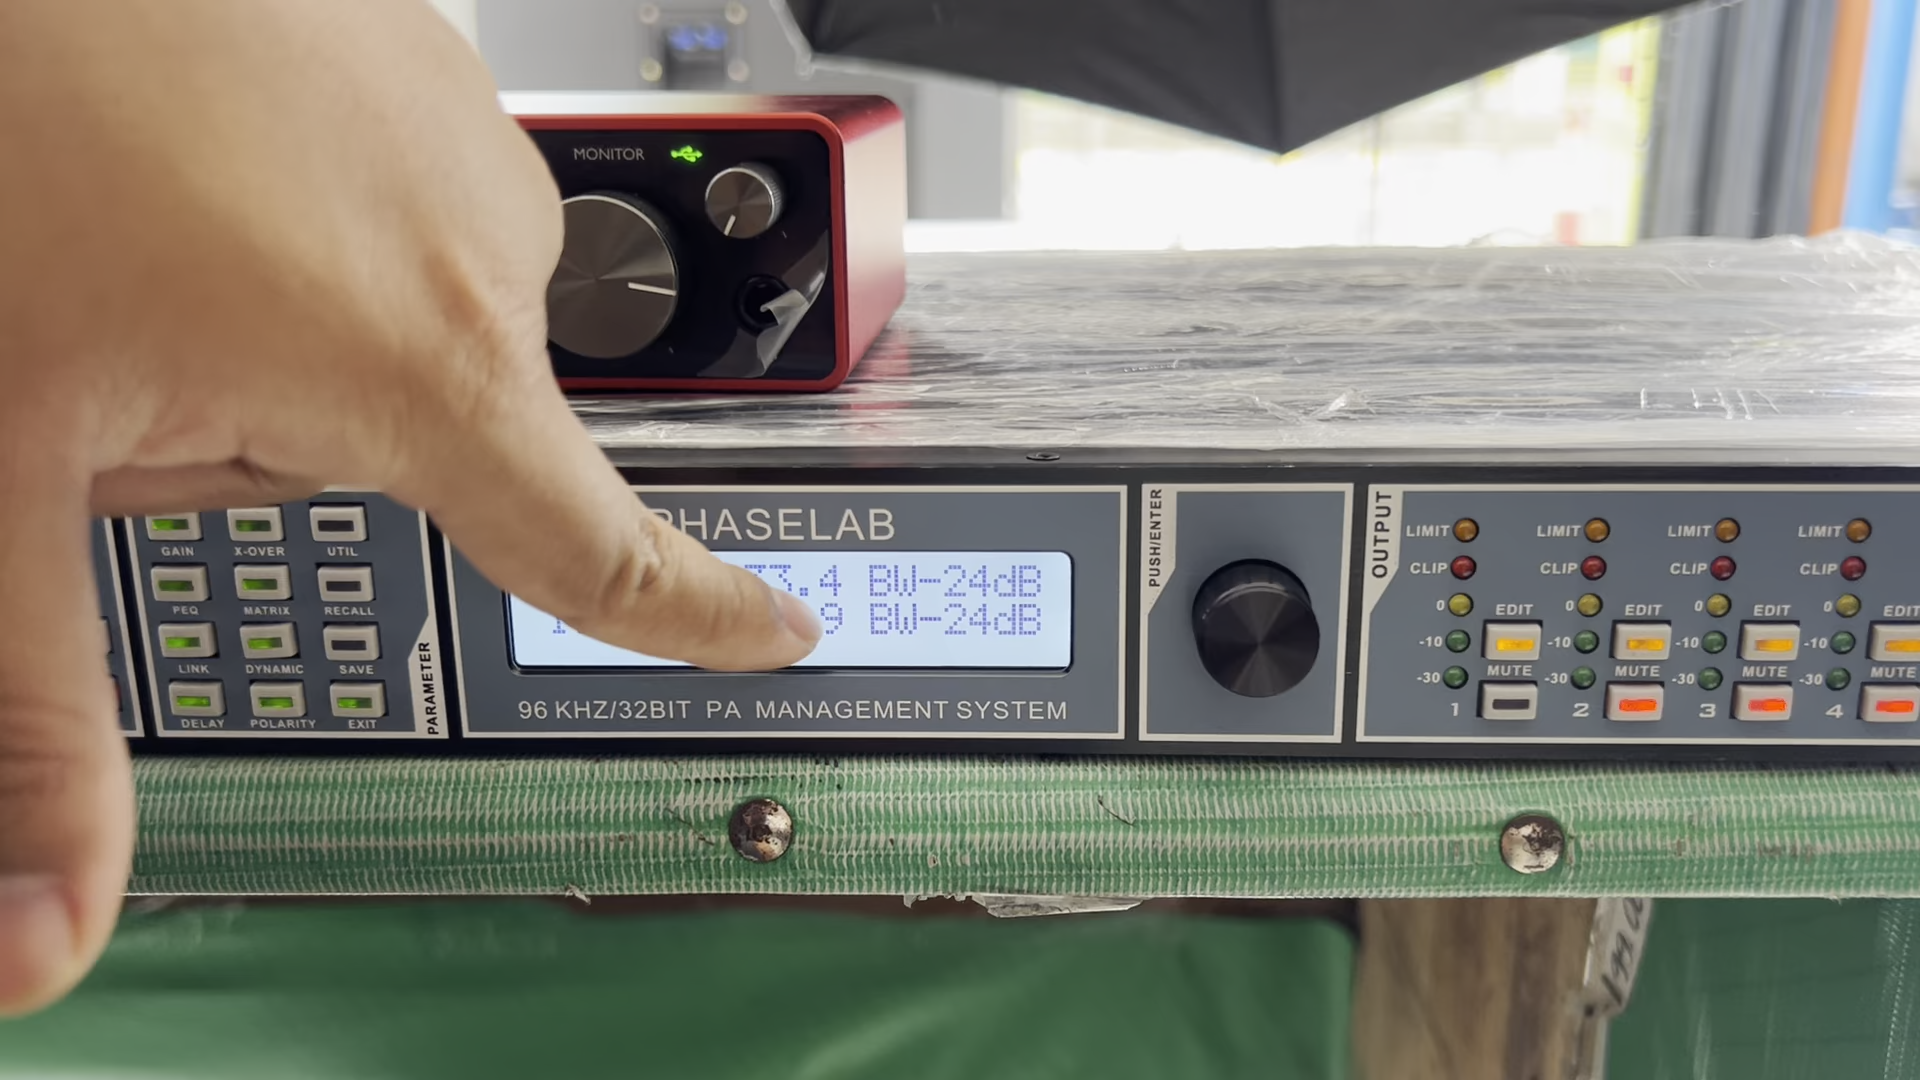 MONITOR
PHASELAB
33.4 BW-24dB
9 BW-24dB
96 KHZ/32BIT PA MANAGEMENT SYSTEM
GAIN X-OVER UTIL
PEQ MATRIX RECALL
LINK DYNAMIC SAVE
DELAY POLARITY EXIT
PARAMETER
PUSH/ENTER
OUTPUT
LIMIT LIMIT LIMIT LIMIT
CLIP CLIP CLIP CLIP
0 EDIT 0 EDIT 0 EDIT 0 EDIT
-10 -10 -10 -10
MUTE MUTE MUTE MUTE
-30 -30 -30 -30
1 2 3 4